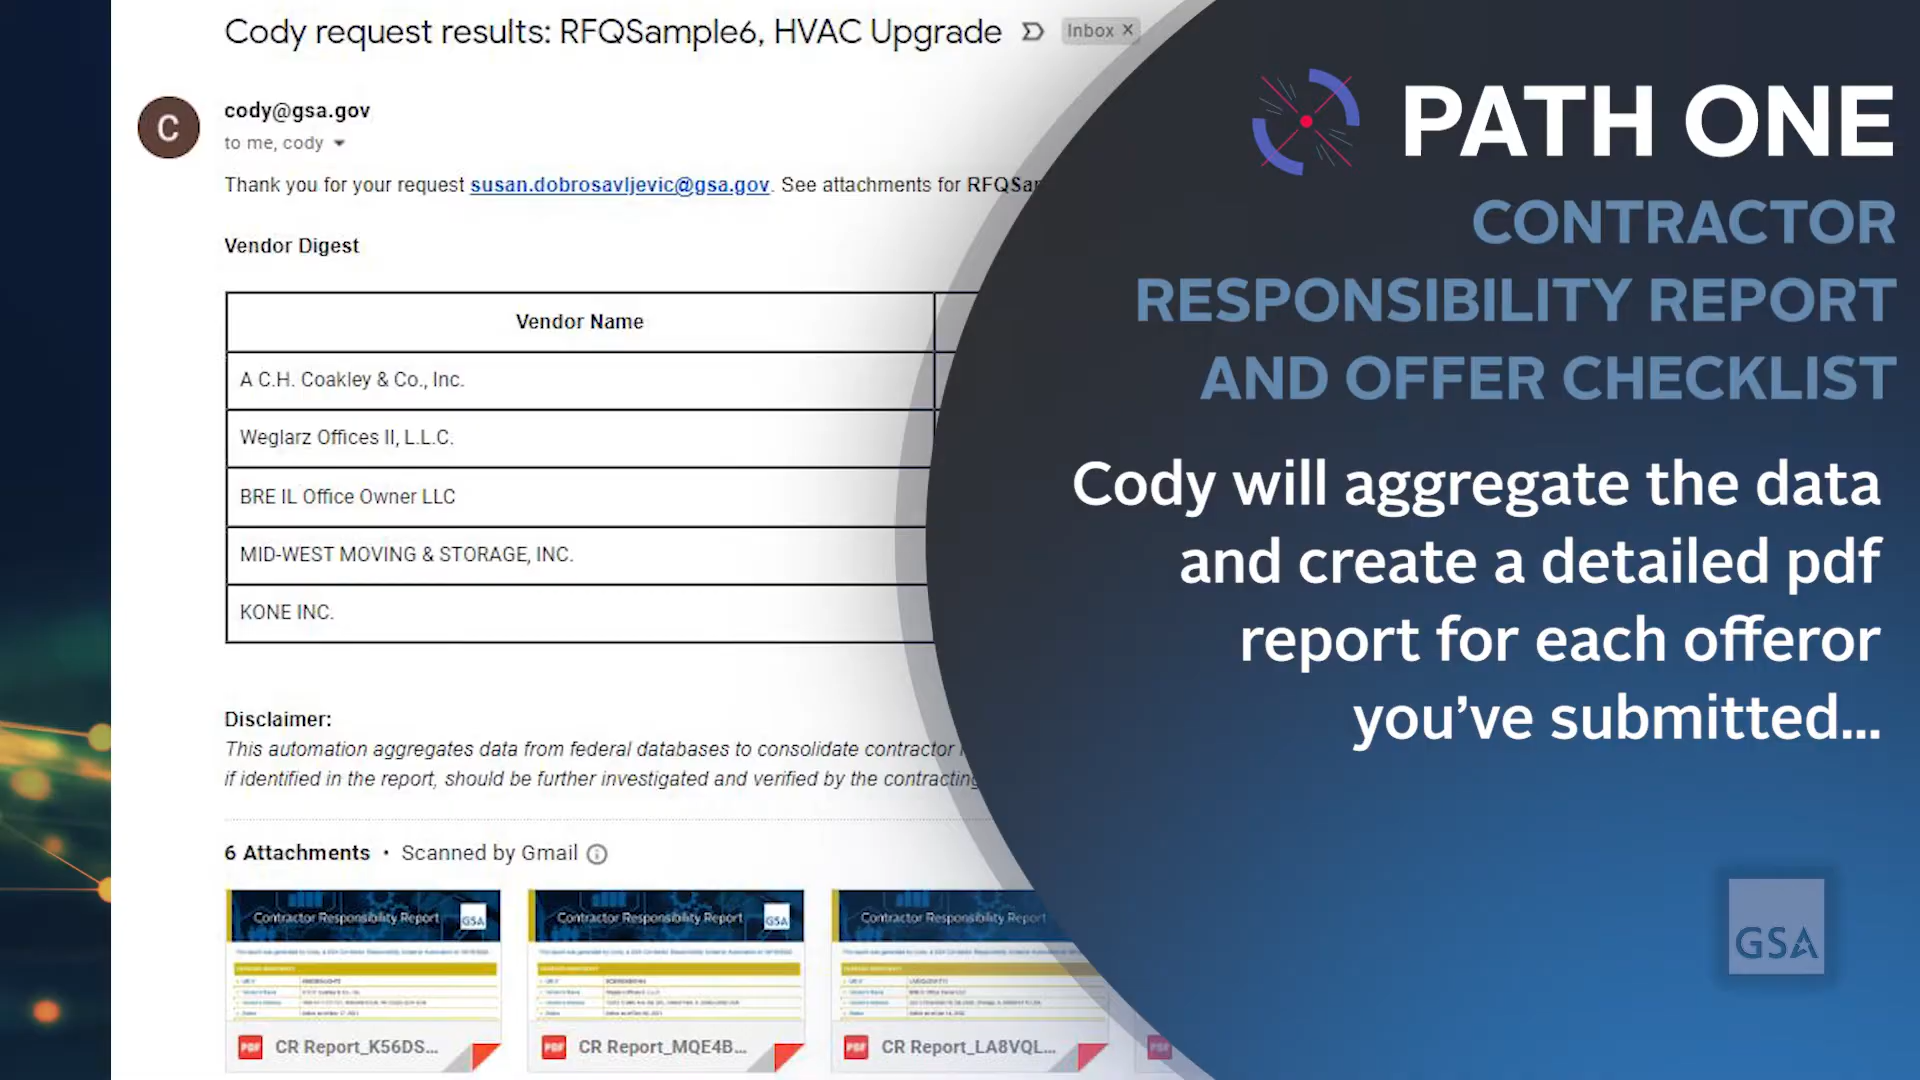 Cody request results: RFQSample6, HVAC Upgrade
Inbox ×
C
cody@gsa.gov
to me, cody
Thank you for your request susan.dobrosavljevic@gsa.gov. See attachments for
Vendor Digest
Vendor Name
A C.H. Coakley & Co., Inc.
Weglarz Offices II, L.L.C.
BRE IL Office Owner LLC
MID-WEST MOVING & STORAGE, INC.
KONE INC.
Disclaimer:
This automation aggregates data from federal databases to consolidate contractor
if identified in the report, should be further investigated and verified by the contracting
6 Attachments • Scanned by Gmail
Contractor Responsibility Report GSA
Contractor Responsibility Report GSA
Contractor Responsibility Report
PDF CR Report_K56DS...
PDF CR Report_MQE4B...
PDF CR Report_LA8VQL...
PDF
PATH ONE
CONTRACTOR
RESPONSIBILITY REPORT
AND OFFER CHECKLIST
Cody will aggregate the data
and create a detailed pdf
report for each offeror
you've submitted...
GSA